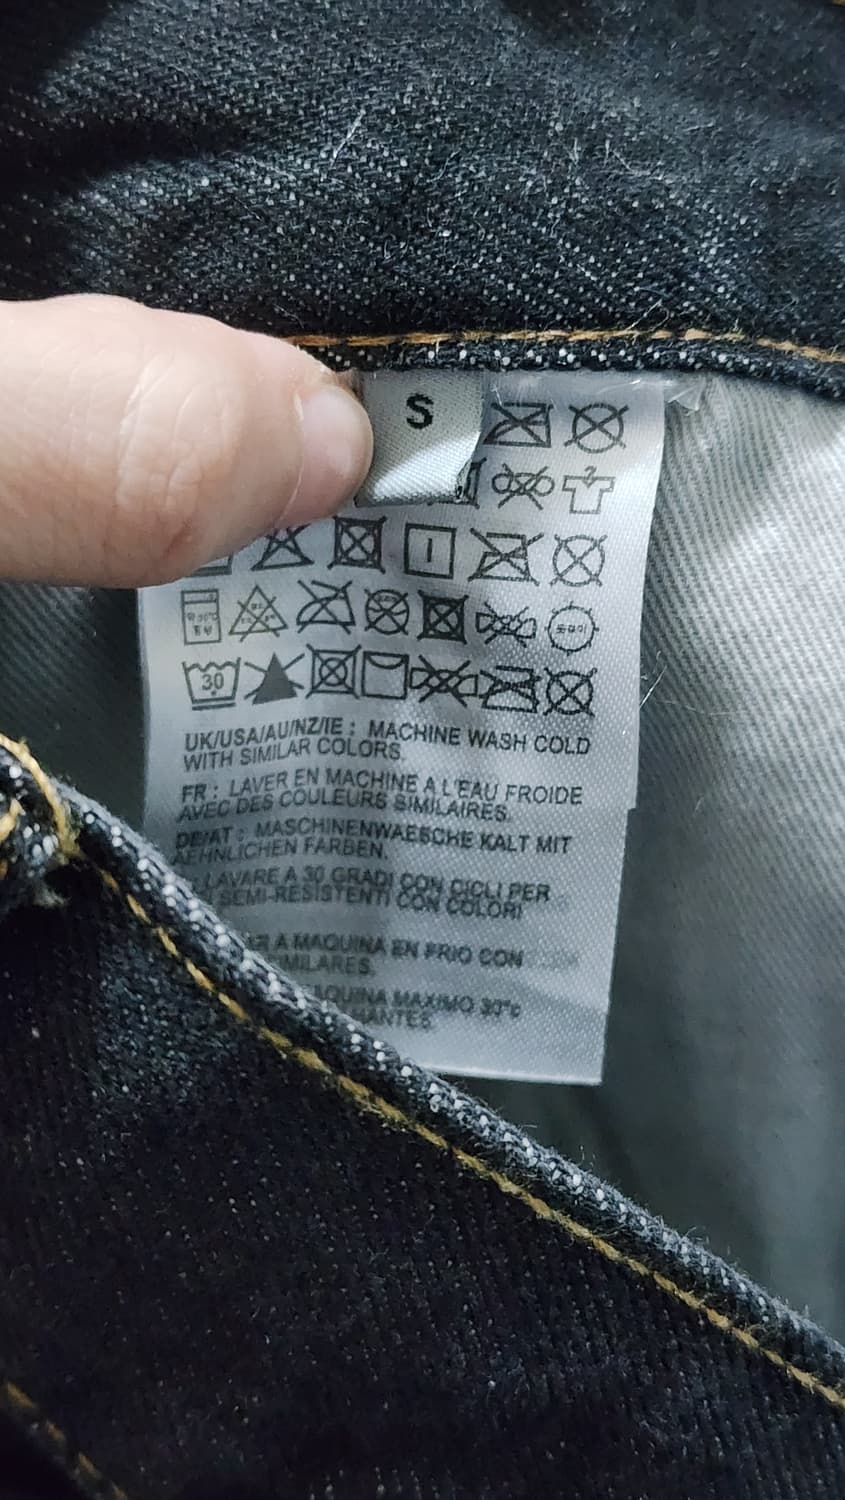 S
30
UK/USA/AU/NZ/IE : MACHINE WASH COLD
WITH SIMILAR COLORS.
FR : LAVER EN MACHINE A L'EAU FROIDE
AVEC DES COULEURS SIMILAIRES.
DE/AT : MASCHINENWAESCHE KALT MIT
AEHNLICHEN FARBEN.
LAVARE A 30 GRADI CON CICLI PER
SEMI-RESISTENTI CON COLORI
A MAQUINA EN FRIO CON
MAXIMO 30°c